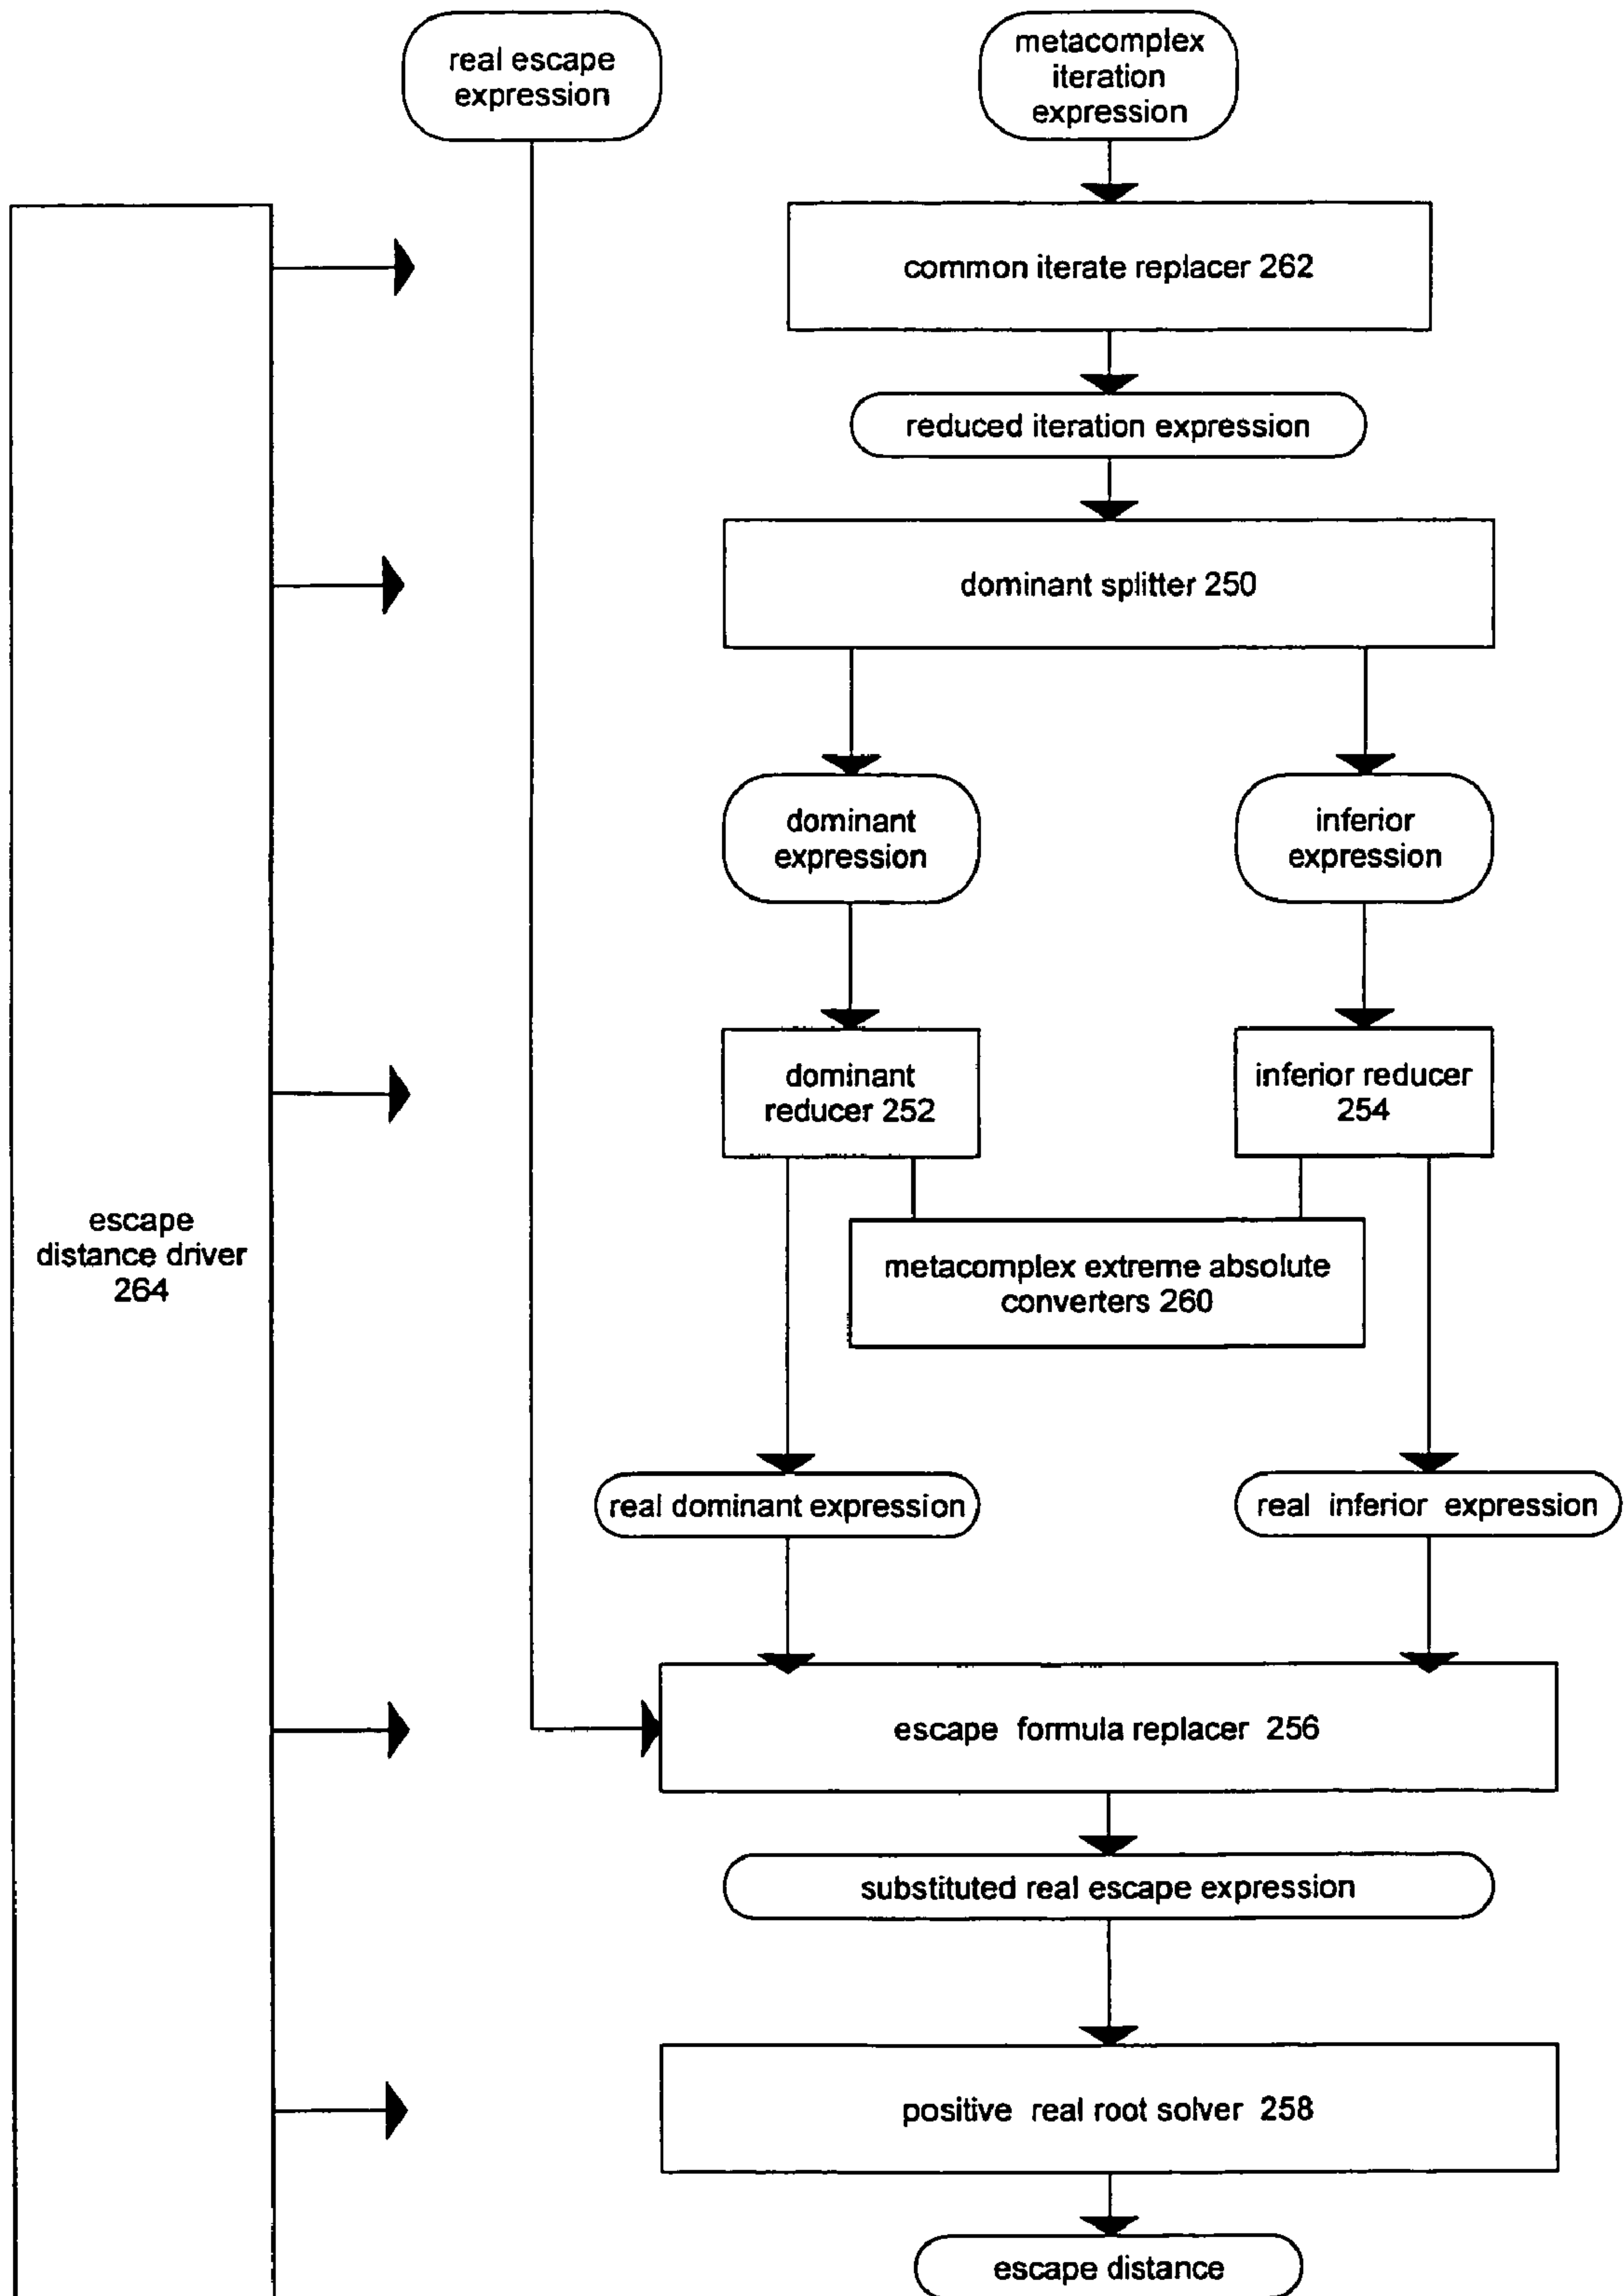 real escape
expression
metacomplex
iteration
expression
common iterate replacer 262
reduced iteration expression
dominant splitter 250
dominant
expression
inferior
expression
dominant
reducer 252
inferior reducer
254
escape
distance driver
264
metacomplex extreme absolute
converters 260
real dominant expression
real inferior expression
escape formula replacer 256
substituted real escape expression
positive real root solver 258
escape distance